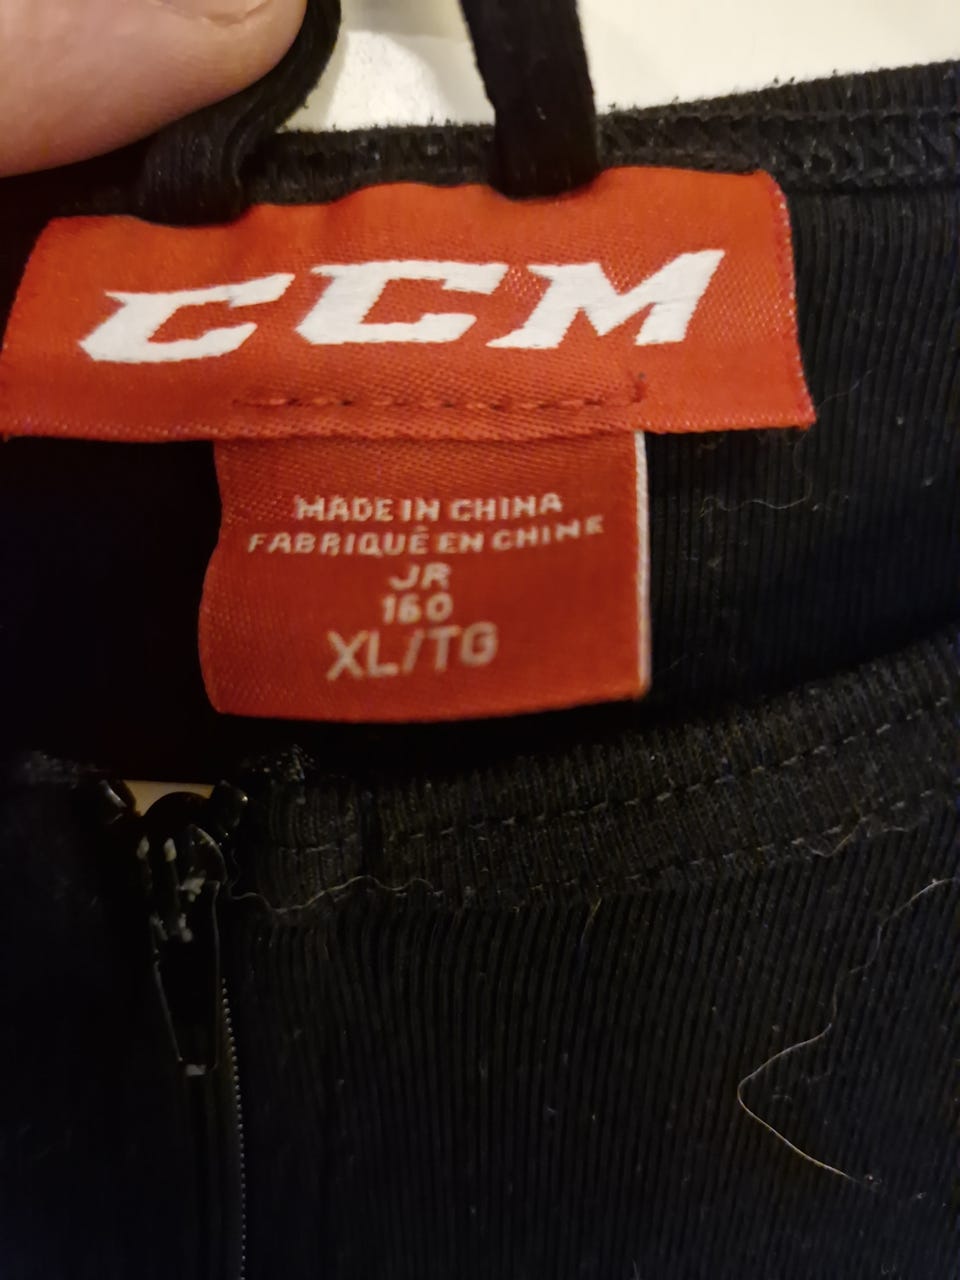 CCM
MADE IN CHINA
FABRIQUÉ EN CHINE
JR
160
XL/TG